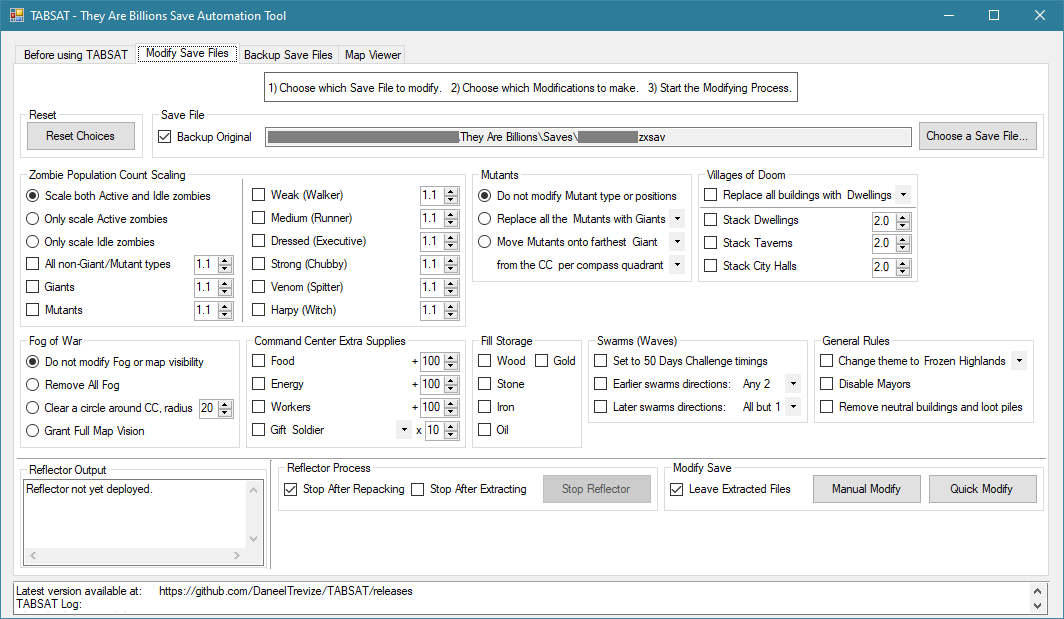 TABSAT - They Are Billions Save Automation Tool
Before using TABSAT Modify Save Files Backup Save Files Map Viewer
1) Choose which Save File to modify. 2) Choose which Modifications to make. 3) Start the Modifying Process.
Reset
Reset Choices
Save File
Backup Original
.They Are Billions\Saves\ zxsav
Choose a Save File...
Zombie Population Count Scaling
Scale both Active and Idle zombies
Only scale Active zombies
Only scale Idle zombies
All non-Giant/Mutant types 1.1
Giants 1.1
Mutants 1.1
Weak (Walker) 1.1
Medium (Runner) 1.1
Dressed (Executive) 1.1
Strong (Chubby) 1.1
Venom (Spitter) 1.1
Harpy (Witch) 1.1
Mutants
Do not modify Mutant type or positions
Replace all the Mutants with Giants
Move Mutants onto farthest Giant
from the CC per compass quadrant
Villages of Doom
Replace all buildings with Dwellings
Stack Dwellings 2.0
Stack Taverns 2.0
Stack City Halls 2.0
Fog of War
Do not modify Fog or map visibility
Remove All Fog
Clear a circle around CC, radius 20
Grant Full Map Vision
Command Center Extra Supplies
Food + 100
Energy + 100
Workers + 100
Gift Soldier x 10
Fill Storage
Wood Gold
Stone
Iron
Oil
Swarms (Waves)
Set to 50 Days Challenge timings
Earlier swarms directions: Any 2
Later swarms directions: All but 1
General Rules
Change theme to Frozen Highlands
Disable Mayors
Remove neutral buildings and loot piles
Reflector Output
Reflector not yet deployed.
Reflector Process
Stop After Repacking Stop After Extracting Stop Reflector
Modify Save
Leave Extracted Files Manual Modify Quick Modify
Latest version available at: https://github.com/DaneelTrevize/TABSAT/releases
TABSAT Log: